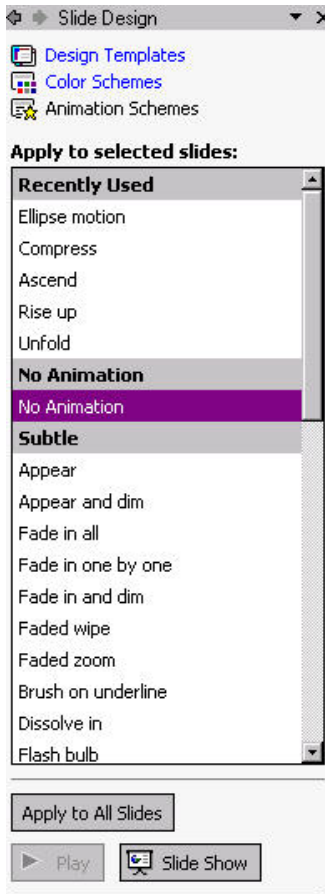 Slide Design
Design Templates
Color Schemes
Animation Schemes
Apply to selected slides:
Recently Used
Ellipse motion
Compress
Ascend
Rise up
Unfold
No Animation
No Animation
Subtle
Appear
Appear and dim
Fade in all
Fade in one by one
Fade in and dim
Faded wipe
Faded zoom
Brush on underline
Dissolve in
Flash bulb
Apply to All Slides
Play Slide Show